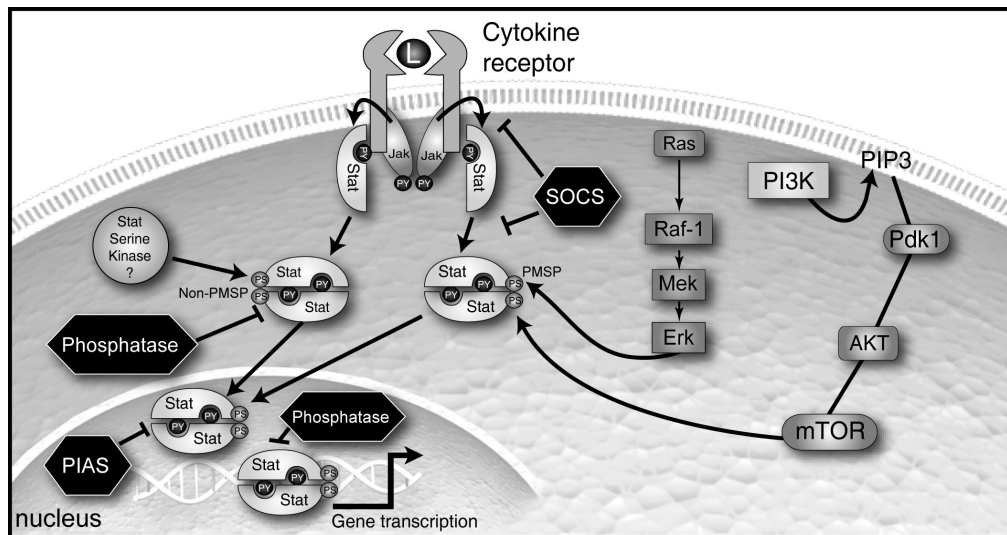 Cytokine
receptor
L
PY
Stat
Jak
Jak
PY
Stat
PY
PY
SOCS
Ras
Raf-1
Mek
Erk
PI3K
PIP3
Pdk1
AKT
mTOR
Stat
Serine
Kinase
?
PS
PS
Non-PMSP
Stat
PY
PY
Stat
Stat
PY
PY
Stat
PS
PS
PMSP
Phosphatase
Stat
PY
PY
Stat
PS
PS
Phosphatase
PIAS
Stat
PY
PY
Stat
PS
PS
Gene transcription
nucleus